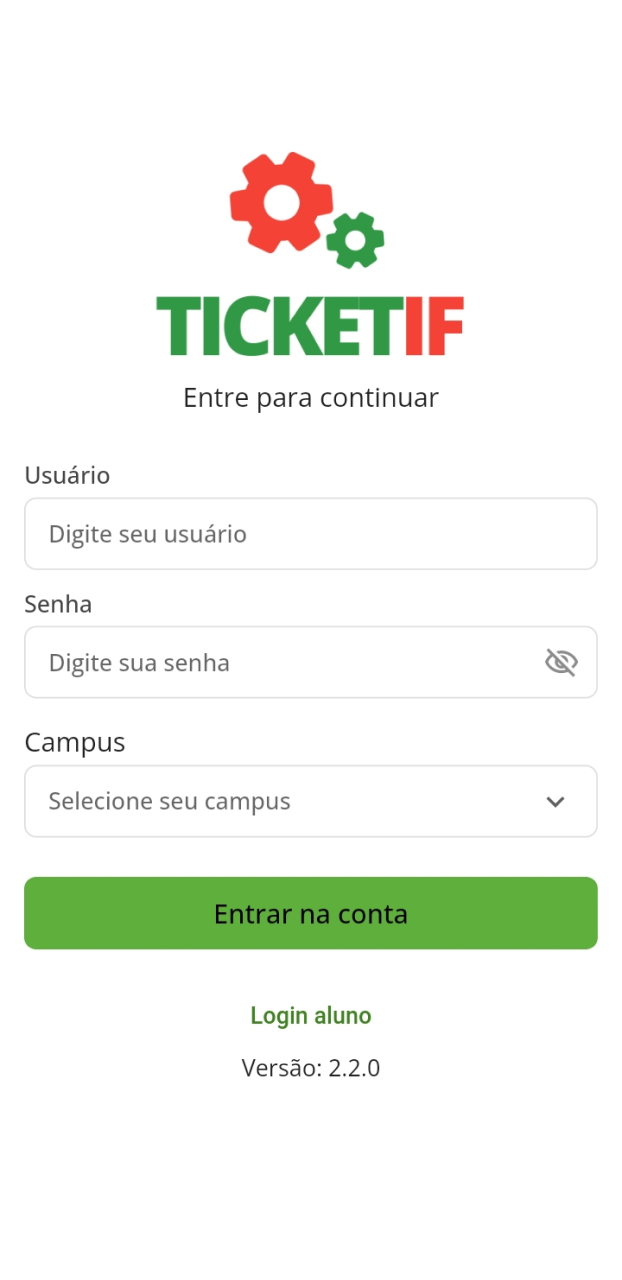 TICKETIF
Entre para continuar
Usuário
Digite seu usuário
Senha
Digite sua senha
Campus
Selecione seu campus
Entrar na conta
Login aluno
Versão: 2.2.0